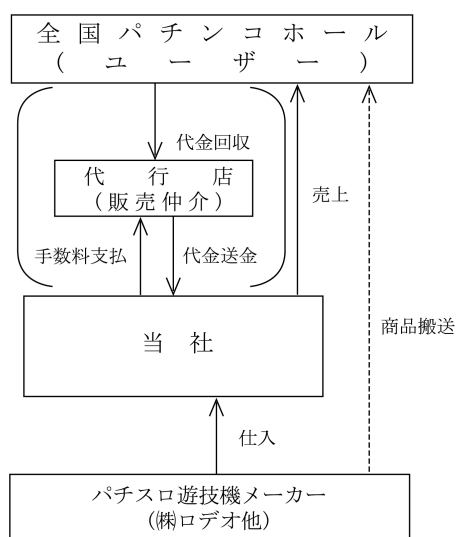 全国パチンコホール
(ユーザー)
代金回収
代行店
(販売仲介)
売上
手数料支払
代金送金
当社
商品搬送
仕入
パチスロ遊技機メーカー
(㈱ロデオ他)